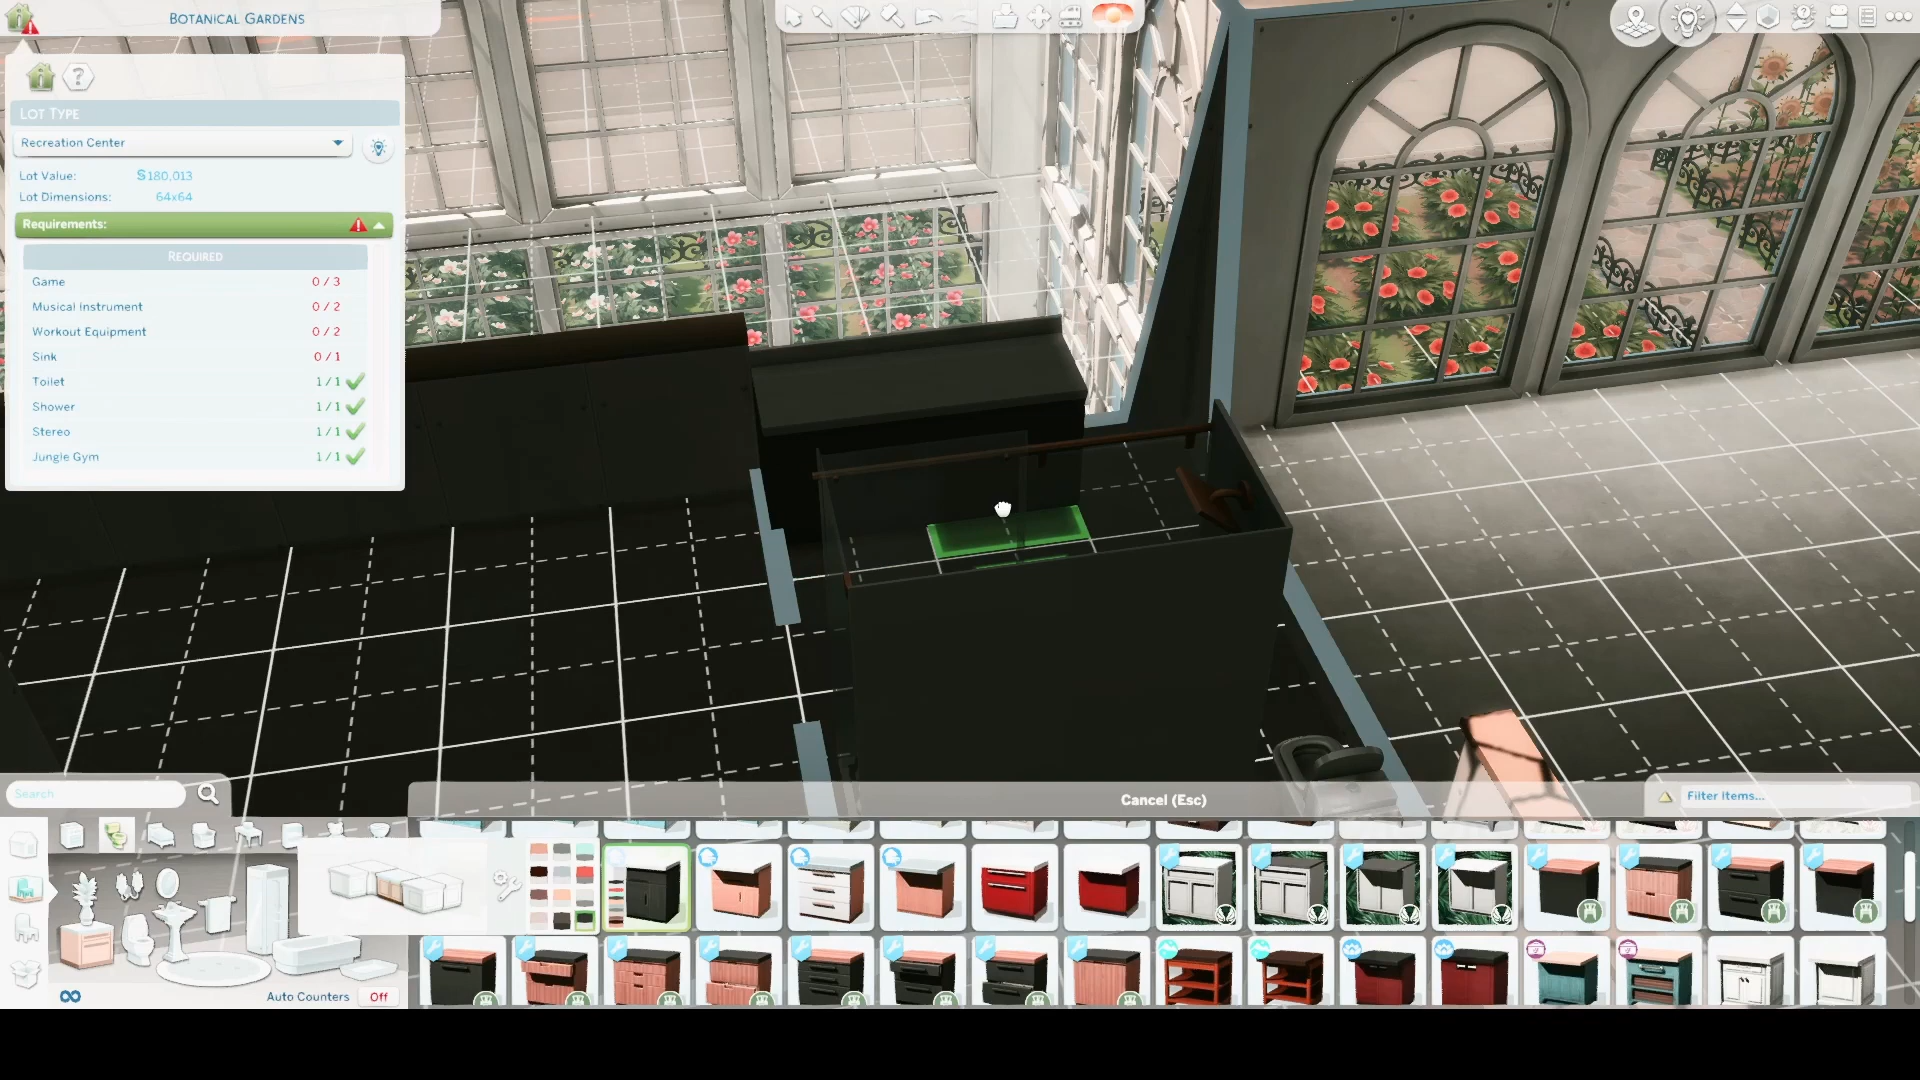 BOTANICAL GARDENS
LOT TYPE
Recreation Center
Lot Value: §180,013
Lot Dimensions: 64x64
Requirements:
REQUIRED
Game 0 / 3
Musical Instrument 0 / 2
Workout Equipment 0 / 2
Sink 0 / 1
Toilet 1 / 1
Shower 1 / 1
Stereo 1 / 1
Jungle Gym 1 / 1
Search
Cancel (Esc)
Filter Items...
Auto Counters Off